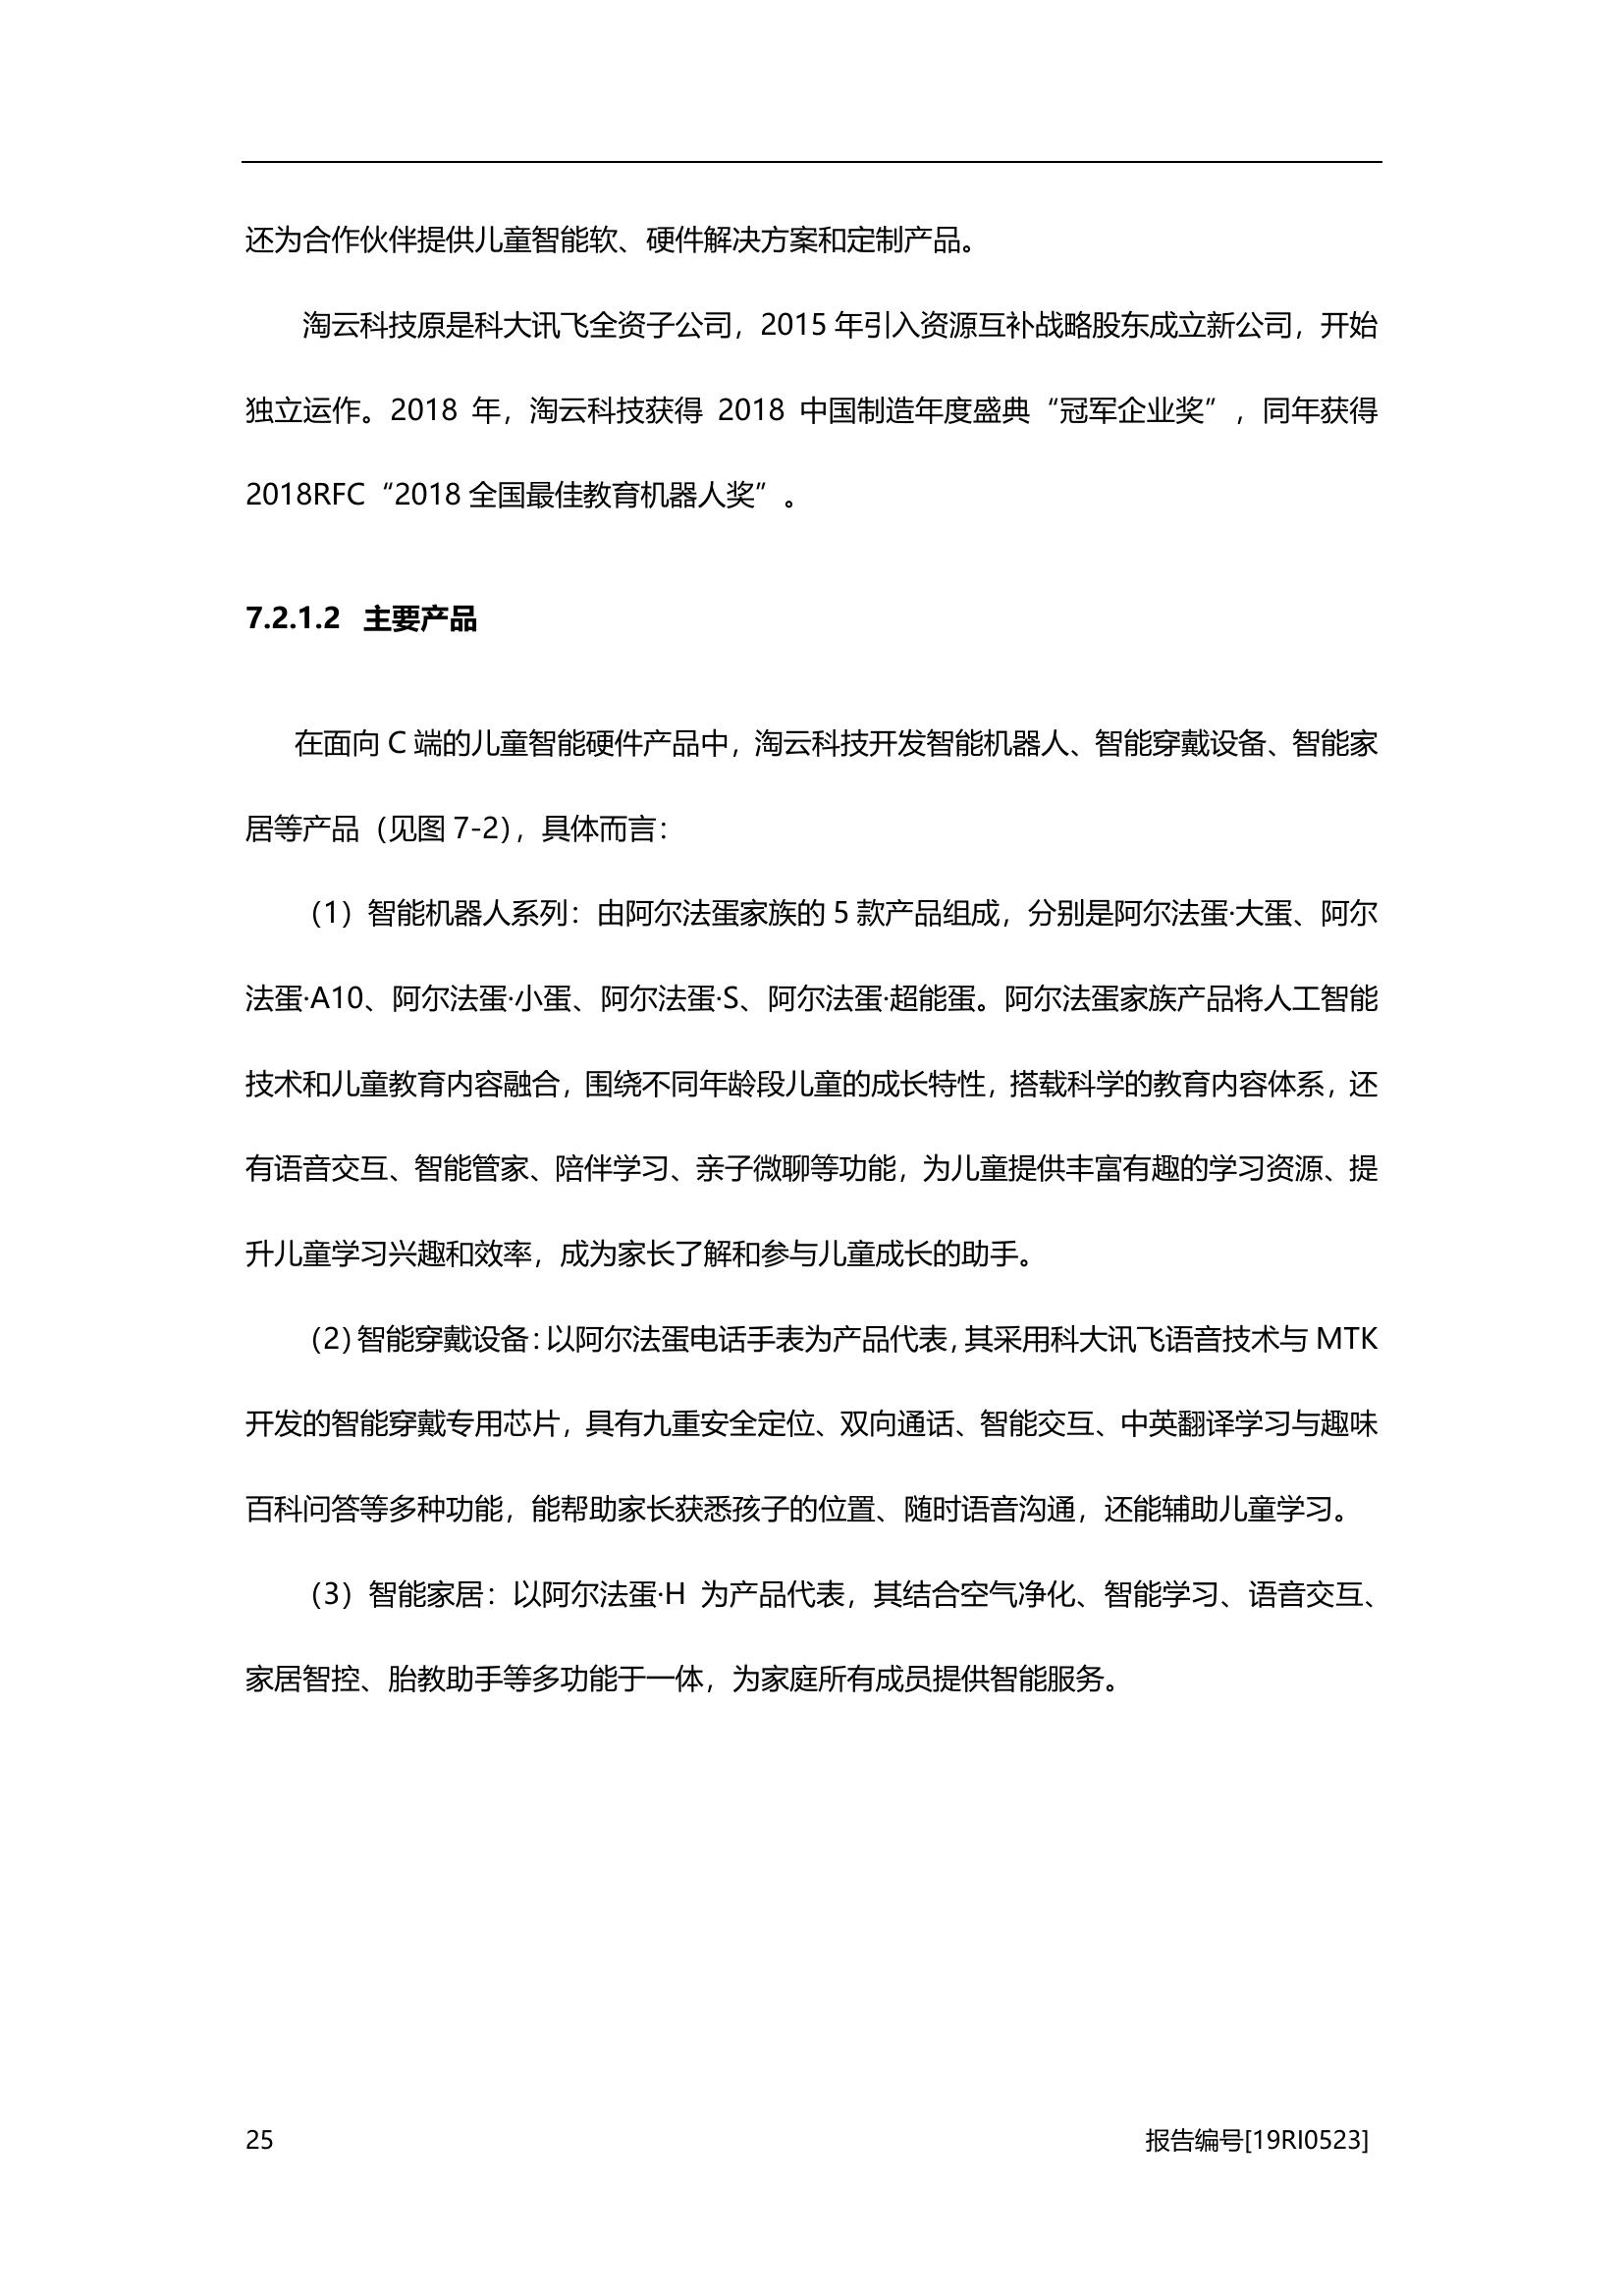 还为合作伙伴提供儿童智能软、硬件解决方案和定制产品。
淘云科技原是科大讯飞全资子公司，2015 年引入资源互补战略股东成立新公司，开始
独立运作。2018 年，淘云科技获得 2018 中国制造年度盛典“冠军企业奖”，同年获得
2018RFC“2018 全国最佳教育机器人奖”。
7.2.1.2 主要产品
在面向 C 端的儿童智能硬件产品中，淘云科技开发智能机器人、智能穿戴设备、智能家
居等产品（见图 7-2），具体而言：
（1）智能机器人系列：由阿尔法蛋家族的 5 款产品组成，分别是阿尔法蛋·大蛋、阿尔
法蛋·A10、阿尔法蛋·小蛋、阿尔法蛋·S、阿尔法蛋·超能蛋。阿尔法蛋家族产品将人工智能
技术和儿童教育内容融合，围绕不同年龄段儿童的成长特性，搭载科学的教育内容体系，还
有语音交互、智能管家、陪伴学习、亲子微聊等功能，为儿童提供丰富有趣的学习资源、提
升儿童学习兴趣和效率，成为家长了解和参与儿童成长的助手。
（2）智能穿戴设备：以阿尔法蛋电话手表为产品代表，其采用科大讯飞语音技术与 MTK
开发的智能穿戴专用芯片，具有九重安全定位、双向通话、智能交互、中英翻译学习与趣味
百科问答等多种功能，能帮助家长获悉孩子的位置、随时语音沟通，还能辅助儿童学习。
（3）智能家居：以阿尔法蛋·H 为产品代表，其结合空气净化、智能学习、语音交互、
家居智控、胎教助手等多功能于一体，为家庭所有成员提供智能服务。
25 报告编号[19RI0523]